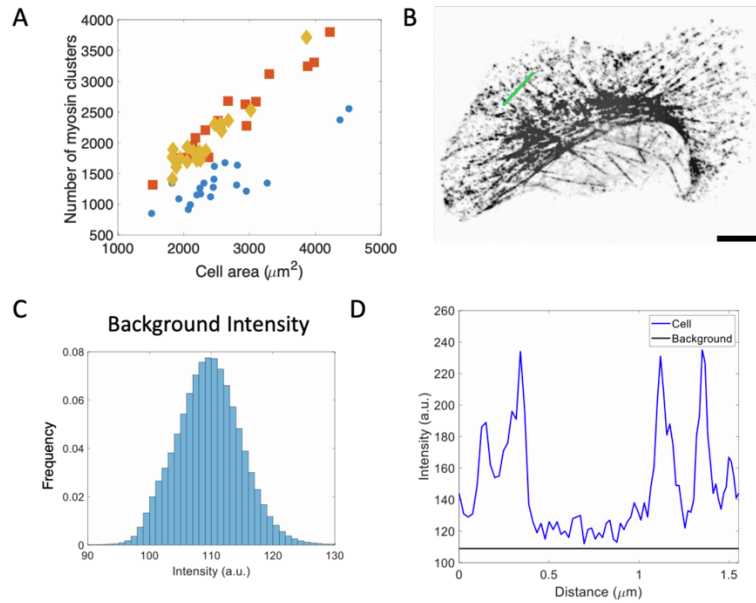 A
Number of myosin clusters
4000
3500
3000
2500
2000
1500
1000
500
1000
2000
3000
4000
5000
Cell area (μm²)
B
C
Background Intensity
Frequency
0.08
0.06
0.04
0.02
0
90
100
110
120
130
Intensity (a.u.)
D
Intensity (a.u.)
260
240
220
200
180
160
140
120
100
Cell
Background
0
0.5
1
1.5
Distance (μm)